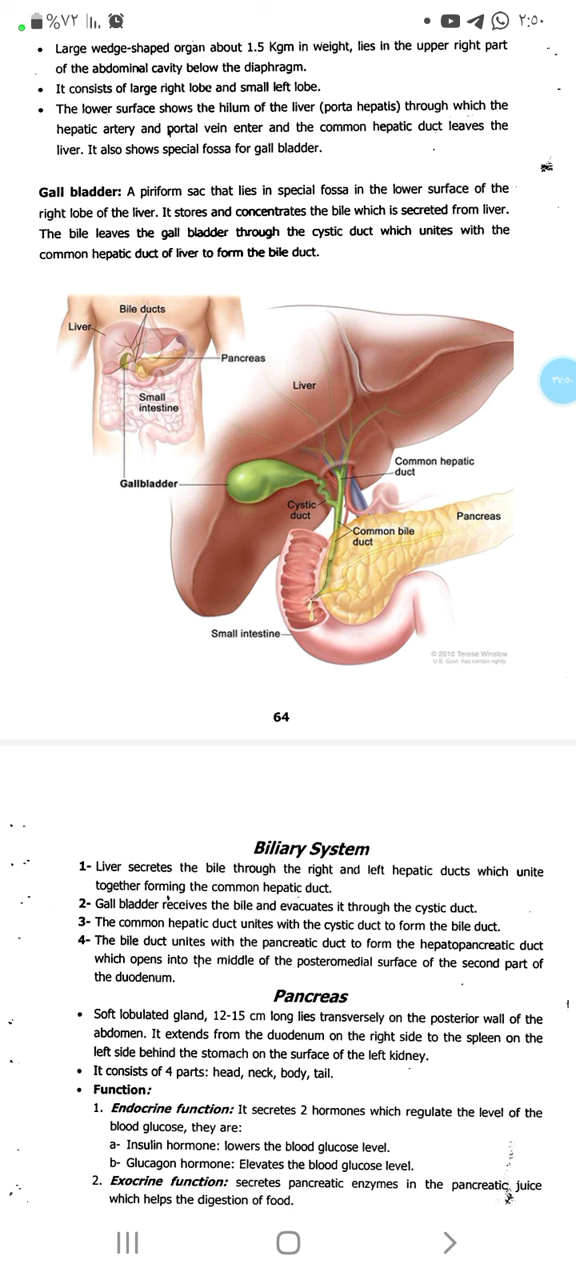 %٧٢ ٢:٥٠
• Large wedge-shaped organ about 1.5 Kgm in weight, lies in the upper right part
of the abdominal cavity below the diaphragm.
• It consists of large right lobe and small left lobe.
• The lower surface shows the hilum of the liver (porta hepatis) through which the
hepatic artery and portal vein enter and the common hepatic duct leaves the
liver. It also shows special fossa for gall bladder.
Gall bladder: A piriform sac that lies in special fossa in the lower surface of the
right lobe of the liver. It stores and concentrates the bile which is secreted from liver.
The bile leaves the gall bladder through the cystic duct which unites with the
common hepatic duct of liver to form the bile duct.
Bile ducts
Liver
Pancreas
Small
intestine
Gallbladder
Liver
٢٧:٥٠
Common hepatic
duct
Cystic
duct
Pancreas
Common bile
duct
Small intestine
© 2010 Terese Winslow
U.S. Govt. has certain rights
64
Biliary System
1- Liver secretes the bile through the right and left hepatic ducts which unite
together forming the common hepatic duct.
2- Gall bladder receives the bile and evacuates it through the cystic duct.
3- The common hepatic duct unites with the cystic duct to form the bile duct.
4- The bile duct unites with the pancreatic duct to form the hepatopancreatic duct
which opens into the middle of the posteromedial surface of the second part of
the duodenum.
Pancreas
• Soft lobulated gland, 12-15 cm long lies transversely on the posterior wall of the
abdomen. It extends from the duodenum on the right side to the spleen on the
left side behind the stomach on the surface of the left kidney.
• It consists of 4 parts: head, neck, body, tail.
• Function:
1. Endocrine function: It secretes 2 hormones which regulate the level of the
blood glucose, they are:
a- Insulin hormone: lowers the blood glucose level.
b- Glucagon hormone: Elevates the blood glucose level.
2. Exocrine function: secretes pancreatic enzymes in the pancreatic juice
which helps the digestion of food.